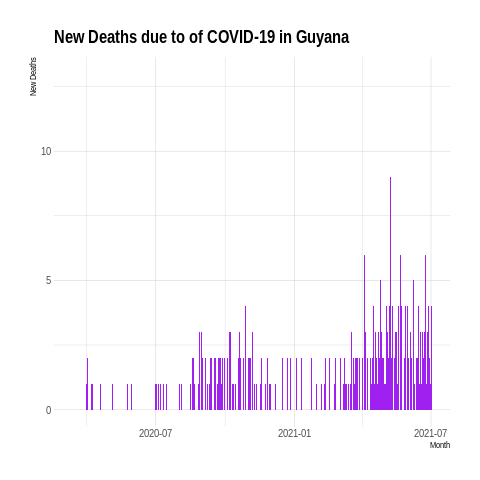 New Deaths due to of COVID-19 in Guyana
New Deaths
10
5
0
2020-07
2021-01
2021-07
Month